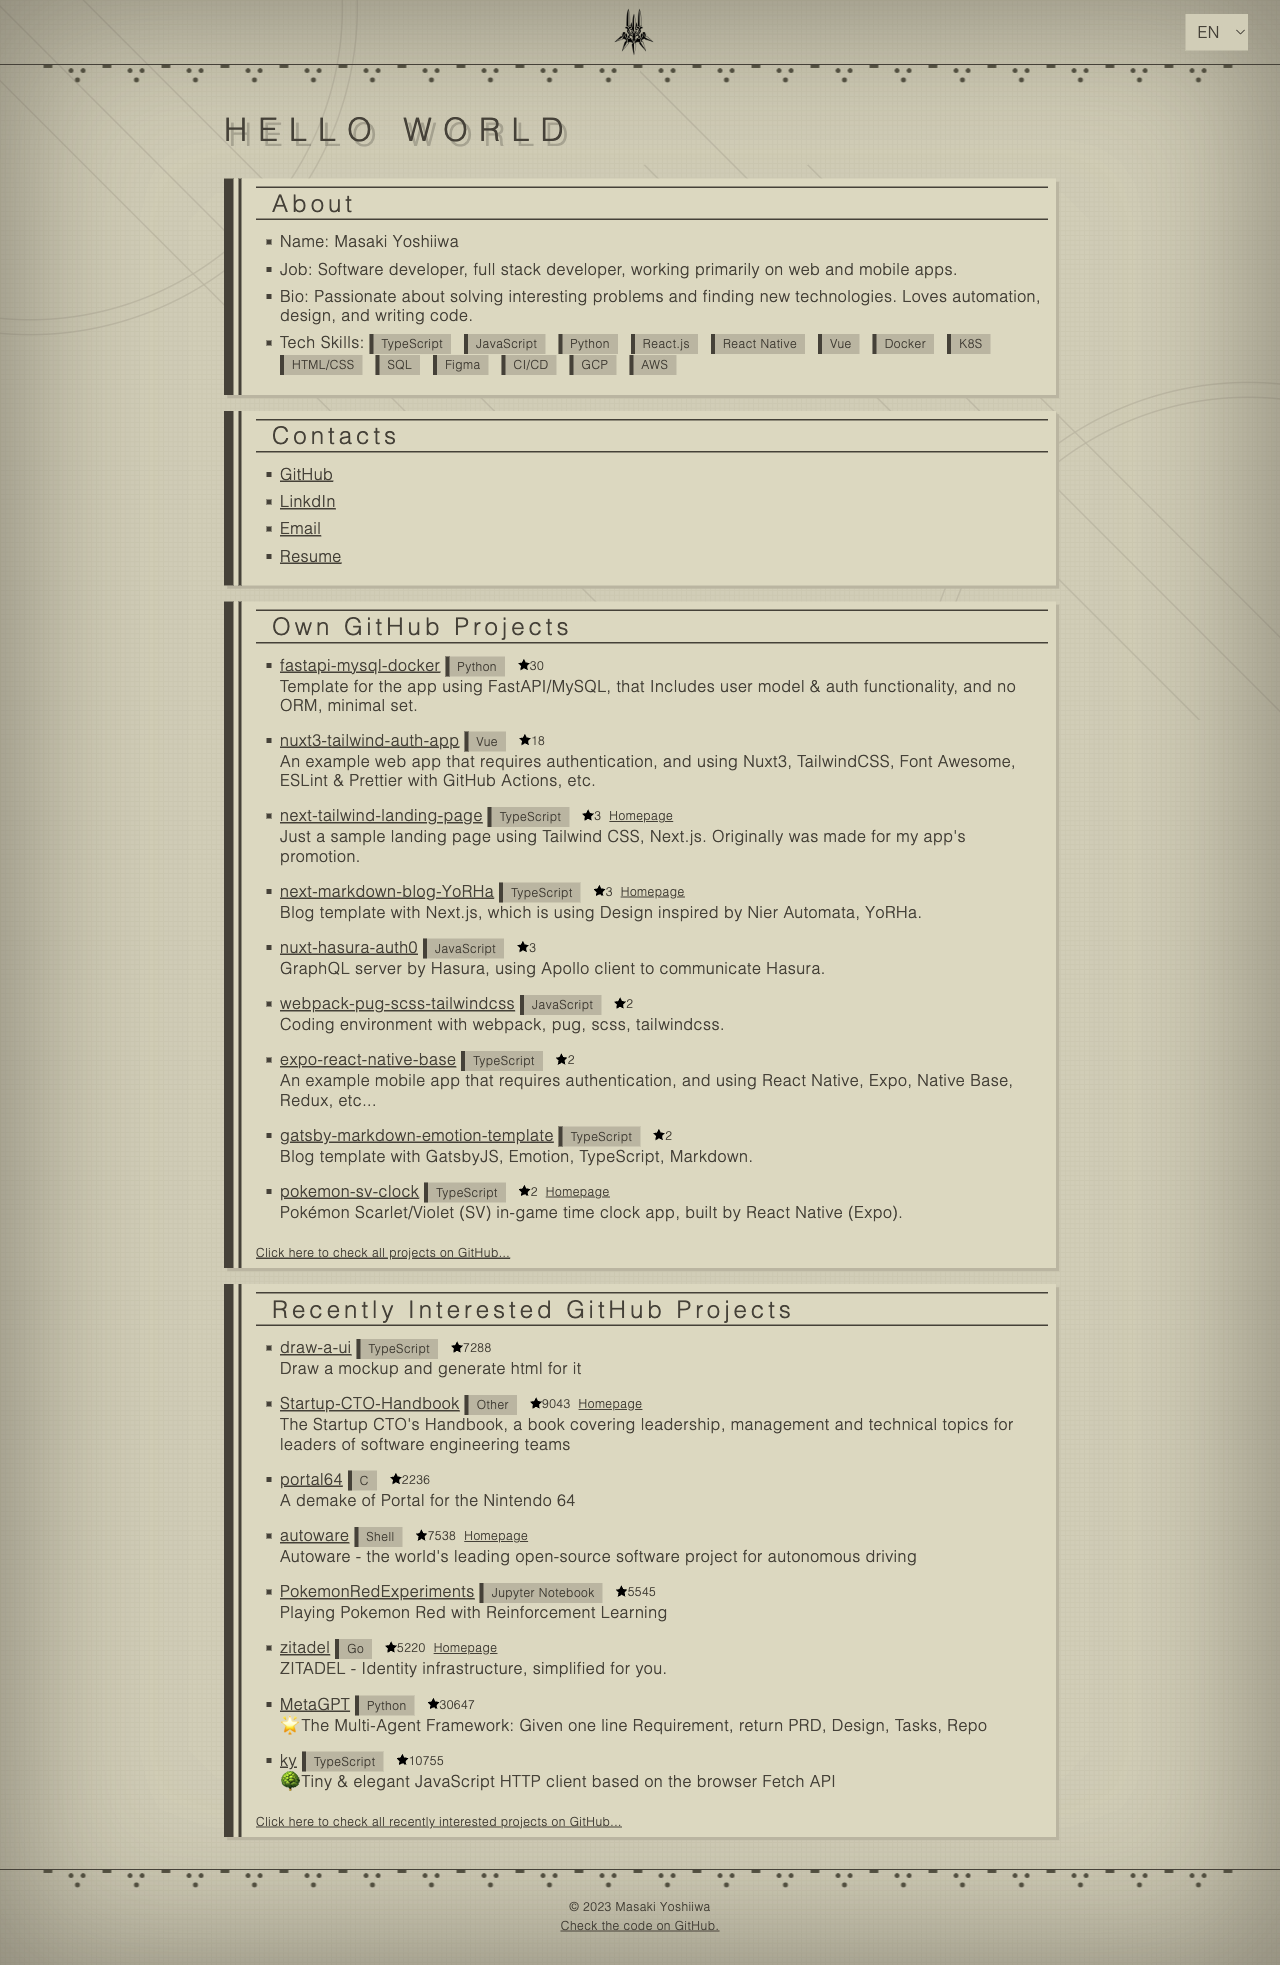 EN
HELLO WORLD
About
Name: Masaki Yoshiiwa
Job: Software developer, full stack developer, working primarily on web and mobile apps.
Bio: Passionate about solving interesting problems and finding new technologies. Loves automation,
design, and writing code.
Tech Skills: TypeScript JavaScript Python React.js React Native Vue Docker K8S
HTML/CSS SQL Figma CI/CD GCP AWS
Contacts
GitHub
LinkdIn
Email
Resume
Own GitHub Projects
fastapi-mysql-docker Python ★30
Template for the app using FastAPI/MySQL, that Includes user model & auth functionality, and no
ORM, minimal set.
nuxt3-tailwind-auth-app Vue ★18
An example web app that requires authentication, and using Nuxt3, TailwindCSS, Font Awesome,
ESLint & Prettier with GitHub Actions, etc.
next-tailwind-landing-page TypeScript ★3 Homepage
Just a sample landing page using Tailwind CSS, Next.js. Originally was made for my app's
promotion.
next-markdown-blog-YoRHa TypeScript ★3 Homepage
Blog template with Next.js, which is using Design inspired by Nier Automata, YoRHa.
nuxt-hasura-auth0 JavaScript ★3
GraphQL server by Hasura, using Apollo client to communicate Hasura.
webpack-pug-scss-tailwindcss JavaScript ★2
Coding environment with webpack, pug, scss, tailwindcss.
expo-react-native-base TypeScript ★2
An example mobile app that requires authentication, and using React Native, Expo, Native Base,
Redux, etc...
gatsby-markdown-emotion-template TypeScript ★2
Blog template with GatsbyJS, Emotion, TypeScript, Markdown.
pokemon-sv-clock TypeScript ★2 Homepage
Pokémon Scarlet/Violet (SV) in-game time clock app, built by React Native (Expo).
Click here to check all projects on GitHub...
Recently Interested GitHub Projects
draw-a-ui TypeScript ★7288
Draw a mockup and generate html for it
Startup-CTO-Handbook Other ★9043 Homepage
The Startup CTO's Handbook, a book covering leadership, management and technical topics for
leaders of software engineering teams
portal64 C ★2236
A demake of Portal for the Nintendo 64
autoware Shell ★7538 Homepage
Autoware - the world's leading open-source software project for autonomous driving
PokemonRedExperiments Jupyter Notebook ★5545
Playing Pokemon Red with Reinforcement Learning
zitadel Go ★5220 Homepage
ZITADEL - Identity infrastructure, simplified for you.
MetaGPT Python ★30647
🌟The Multi-Agent Framework: Given one line Requirement, return PRD, Design, Tasks, Repo
ky TypeScript ★10755
🌳Tiny & elegant JavaScript HTTP client based on the browser Fetch API
Click here to check all recently interested projects on GitHub...
© 2023 Masaki Yoshiiwa
Check the code on GitHub.